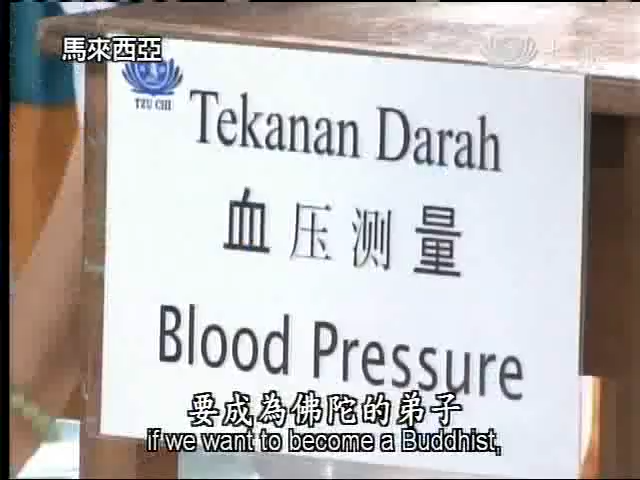 馬來西亞
TZU CHI
Tekanan Darah
血压测量
Blood Pressure
要成為佛陀的弟子
if we want to become a Buddhist,